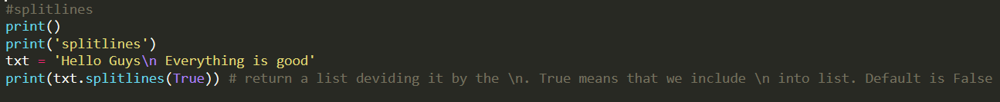 #splitlines
print()
print('splitlines')
txt = 'Hello Guys\n Everything is good'
print(txt.splitlines(True)) # return a list deviding it by the \n. True means that we include \n into list. Default is False